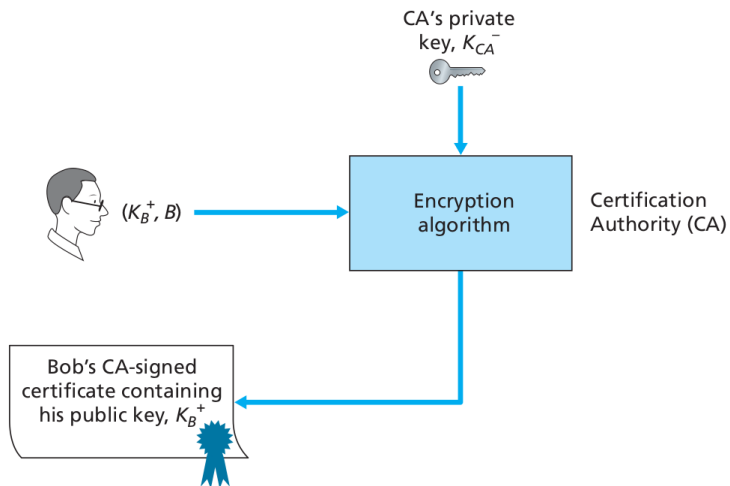 CA's private
key, K_CA^−
(K_B^+, B)
Encryption
algorithm
Certification
Authority (CA)
Bob's CA-signed
certificate containing
his public key, K_B^+